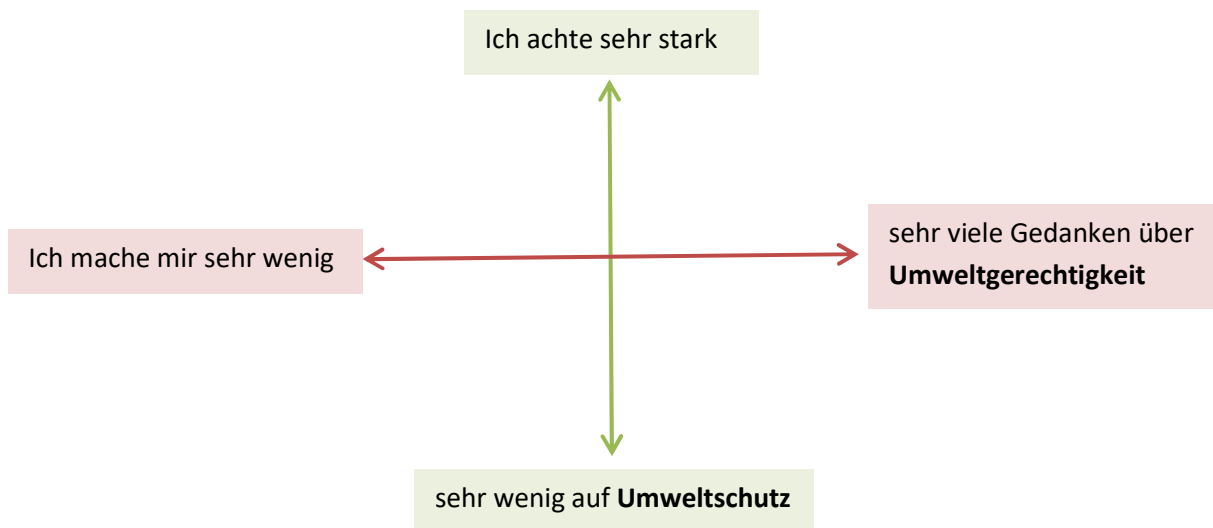 Ich achte sehr stark
Ich mache mir sehr wenig
sehr viele Gedanken über
Umweltgerechtigkeit
sehr wenig auf Umweltschutz